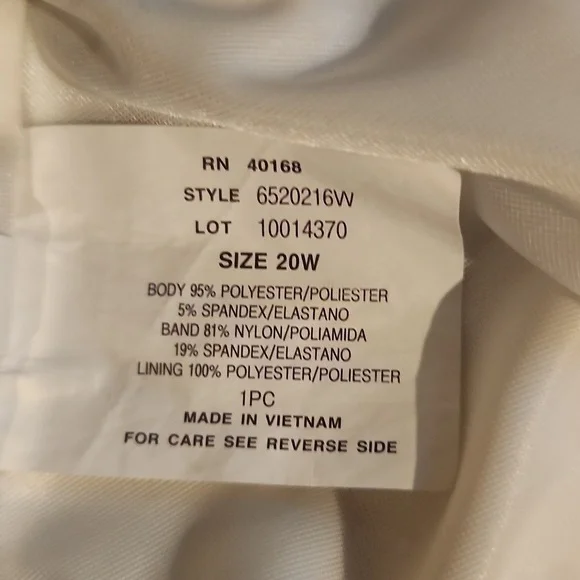 RN 40168
STYLE 6520216W
LOT 10014370
SIZE 20W
BODY 95% POLYESTER/POLIESTER
5% SPANDEX/ELASTANO
BAND 81% NYLON/POLIAMIDA
19% SPANDEX/ELASTANO
LINING 100% POLYESTER/POLIESTER
1PC
MADE IN VIETNAM
FOR CARE SEE REVERSE SIDE